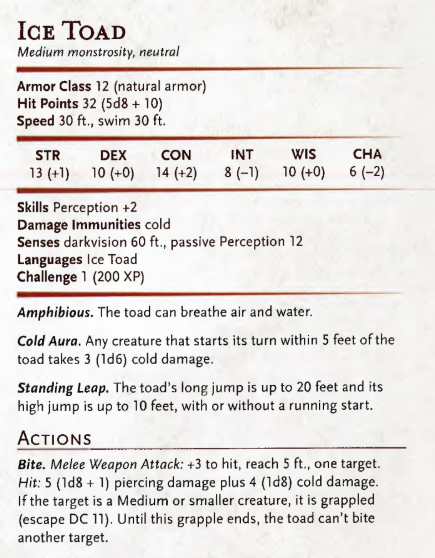 ICE TOAD
Medium monstrosity, neutral
Armor Class 12 (natural armor)
Hit Points 32 (5d8 + 10)
Speed 30 ft., swim 30 ft.
STR DEX CON INT WIS CHA
13 (+1) 10 (+0) 14 (+2) 8 (−1) 10 (+0) 6 (−2)
Skills Perception +2
Damage Immunities cold
Senses darkvision 60 ft., passive Perception 12
Languages Ice Toad
Challenge 1 (200 XP)
Amphibious. The toad can breathe air and water.
Cold Aura. Any creature that starts its turn within 5 feet of the
toad takes 3 (1d6) cold damage.
Standing Leap. The toad's long jump is up to 20 feet and its
high jump is up to 10 feet, with or without a running start.
ACTIONS
Bite. Melee Weapon Attack: +3 to hit, reach 5 ft., one target.
Hit: 5 (1d8 + 1) piercing damage plus 4 (1d8) cold damage.
If the target is a Medium or smaller creature, it is grappled
(escape DC 11). Until this grapple ends, the toad can't bite
another target.